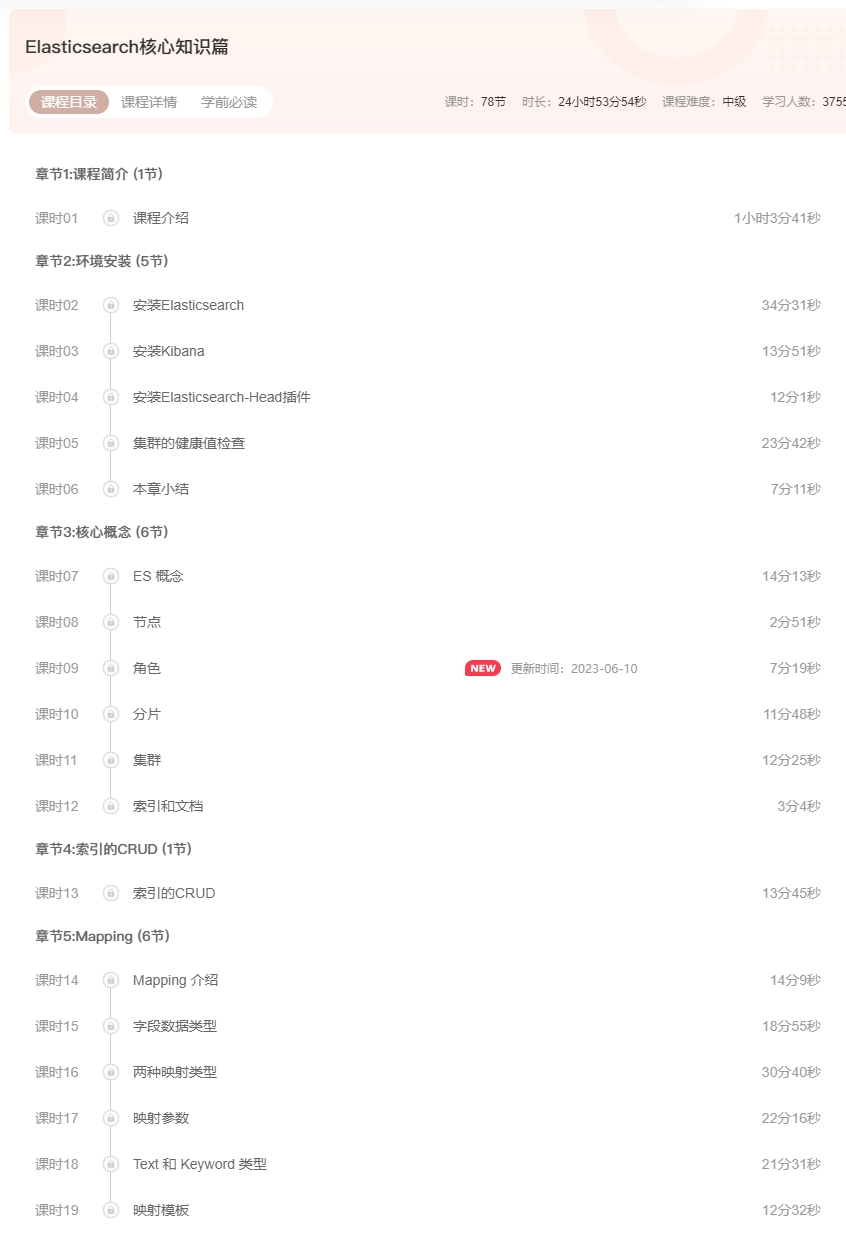 Elasticsearch核心知识篇
课程目录 课程详情 学前必读 课时：78节 时长：24小时53分54秒 课程难度：中级 学习人数：3755
章节1:课程简介 (1节)
课时01 课程介绍 1小时3分41秒
章节2:环境安装 (5节)
课时02 安装Elasticsearch 34分31秒
课时03 安装Kibana 13分51秒
课时04 安装Elasticsearch-Head插件 12分1秒
课时05 集群的健康值检查 23分42秒
课时06 本章小结 7分11秒
章节3:核心概念 (6节)
课时07 ES 概念 14分13秒
课时08 节点 2分51秒
课时09 角色 NEW 更新时间：2023-06-10 7分19秒
课时10 分片 11分48秒
课时11 集群 12分25秒
课时12 索引和文档 3分4秒
章节4:索引的CRUD (1节)
课时13 索引的CRUD 13分45秒
章节5:Mapping (6节)
课时14 Mapping 介绍 14分9秒
课时15 字段数据类型 18分55秒
课时16 两种映射类型 30分40秒
课时17 映射参数 22分16秒
课时18 Text 和 Keyword 类型 21分31秒
课时19 映射模板 12分32秒